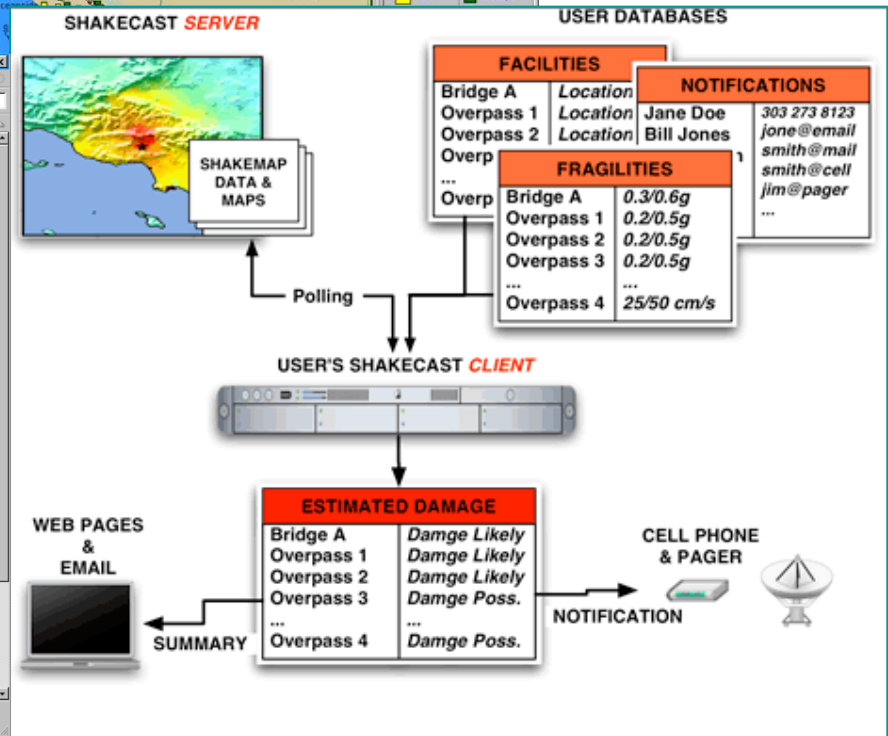 SHAKECAST SERVER
USER DATABASES
SHAKEMAP
DATA &
MAPS
FACILITIES
Bridge A Location
Overpass 1 Location
Overpass 2 Location
Overp
...
Overp
NOTIFICATIONS
Jane Doe 303 273 8123
Bill Jones jone@email
smith@mail
smith@cell
jim@pager
...
FRAGILITIES
Bridge A 0.3/0.6g
Overpass 1 0.2/0.5g
Overpass 2 0.2/0.5g
Overpass 3 0.2/0.5g
... ...
Overpass 4 25/50 cm/s
Polling
USER'S SHAKECAST CLIENT
ESTIMATED DAMAGE
Bridge A Damge Likely
Overpass 1 Damge Likely
Overpass 2 Damge Likely
Overpass 3 Damge Poss.
... ...
Overpass 4 Damge Poss.
WEB PAGES
&
EMAIL
SUMMARY
CELL PHONE
& PAGER
NOTIFICATION